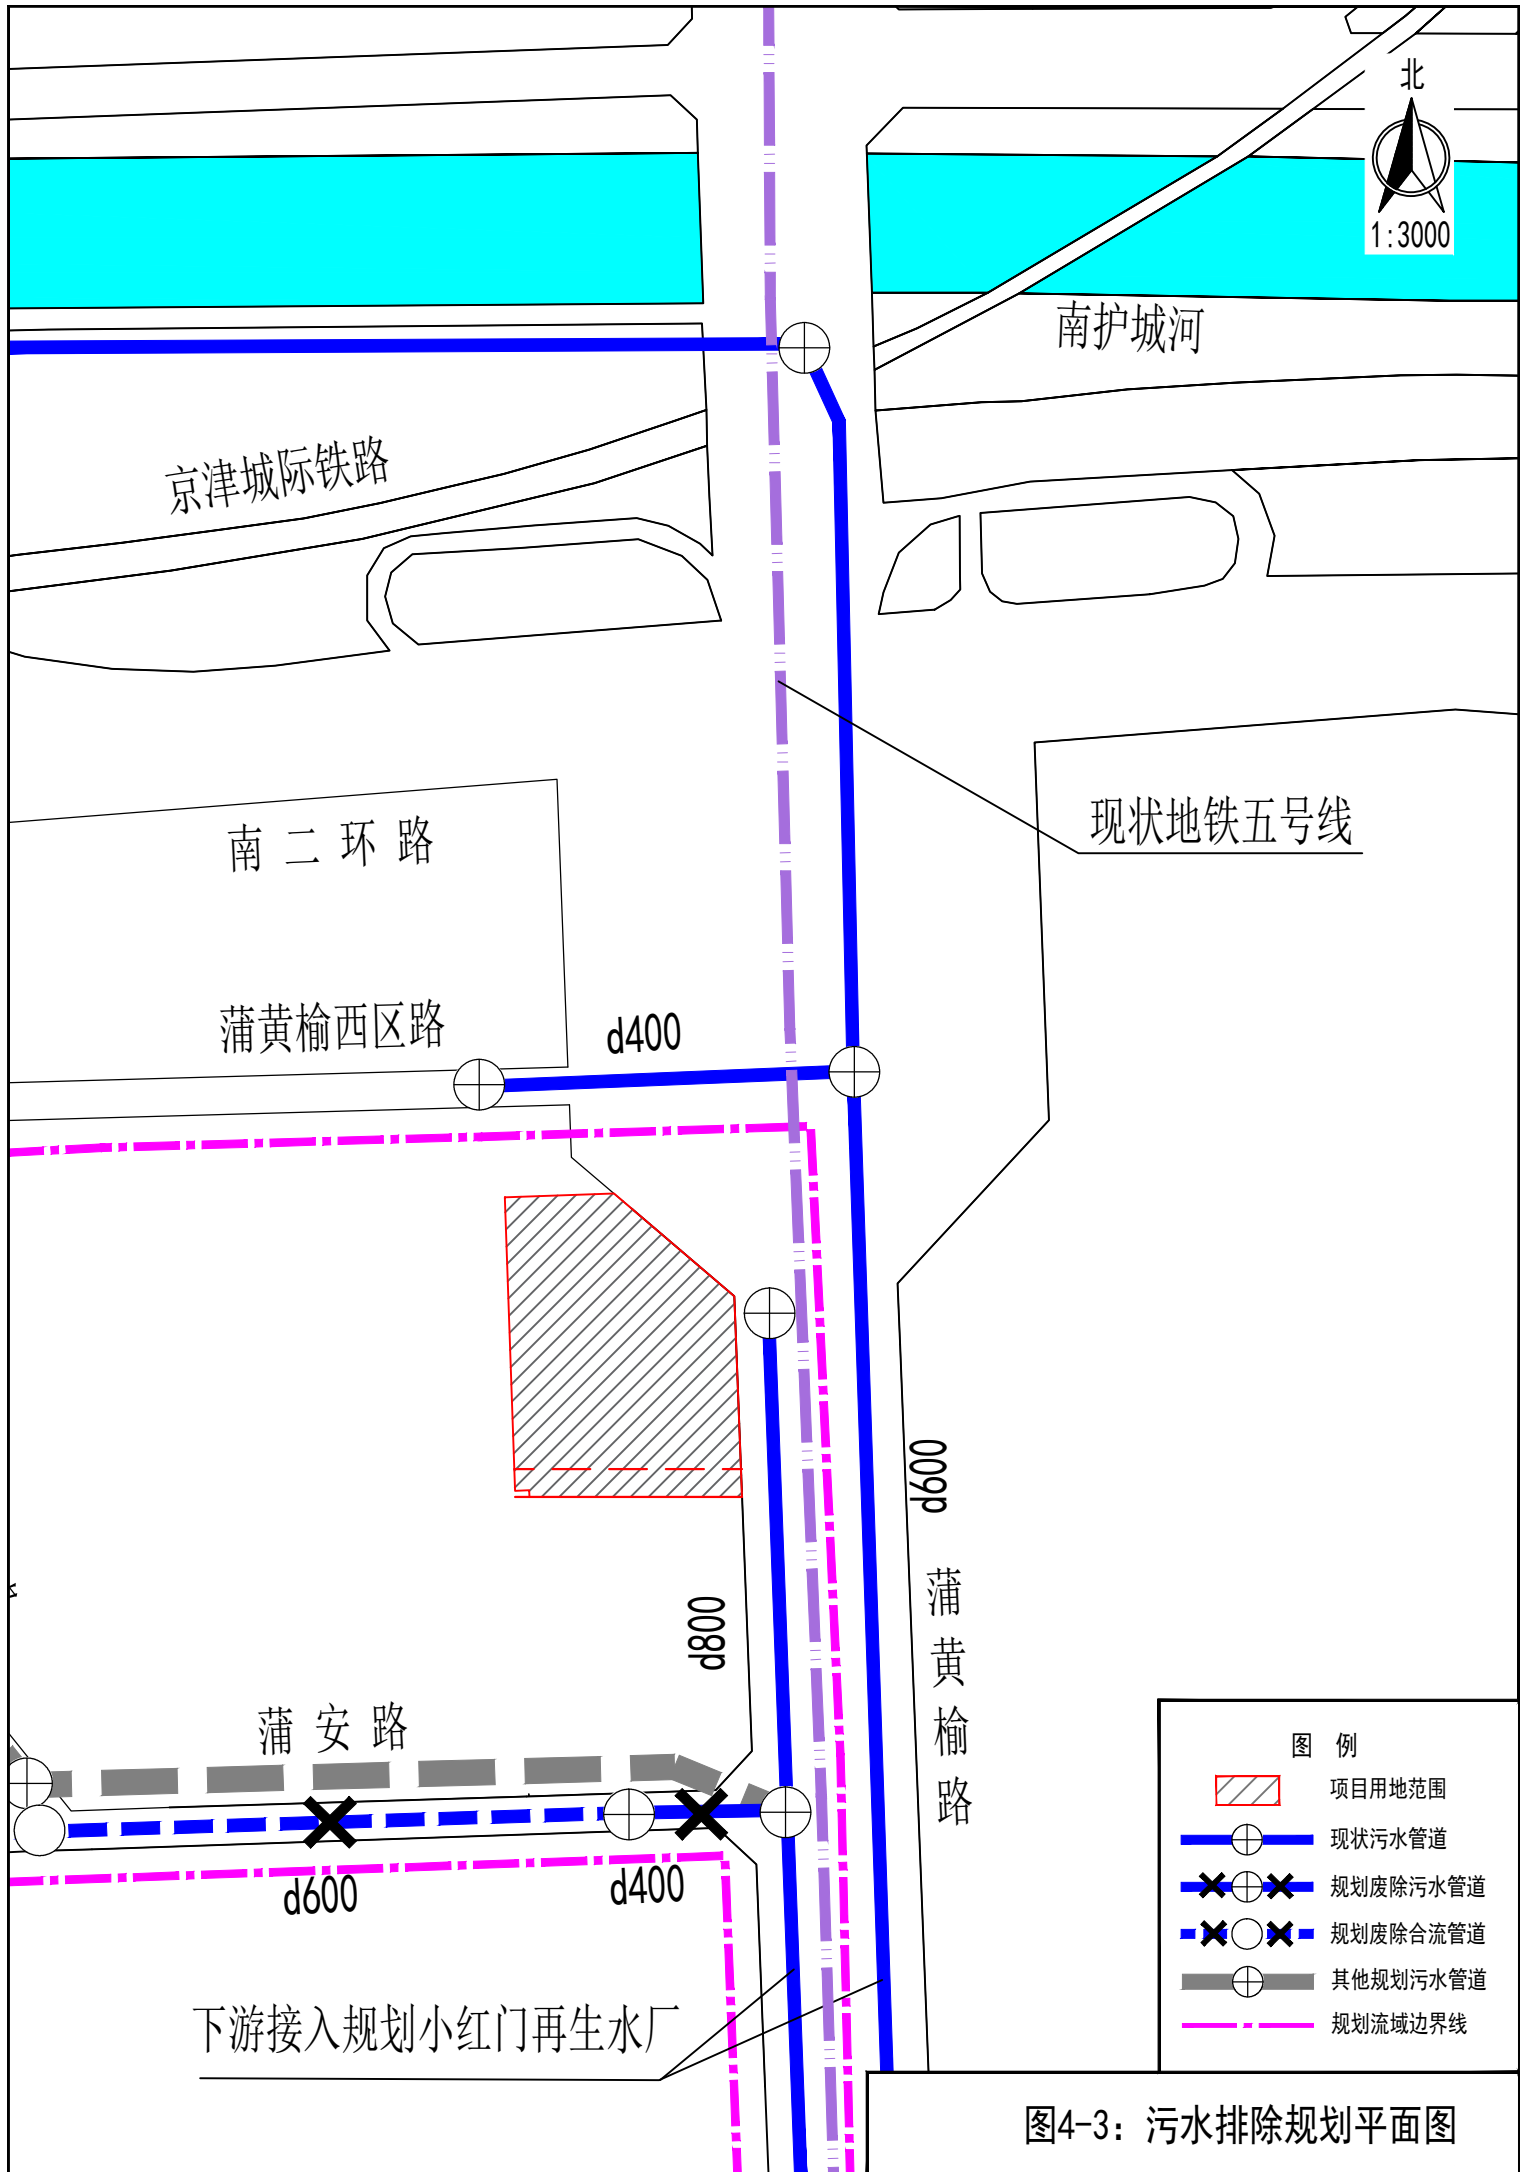 北
1:3000
南护城河
京津城际铁路
现状地铁五号线
南二环路
蒲黄榆西区路
d400
d600
d800
蒲黄榆路
蒲安路
d600
d400
下游接入规划小红门再生水厂
图 例
项目用地范围
现状污水管道
规划废除污水管道
规划废除合流管道
其他规划污水管道
规划流域边界线
图4-3：污水排除规划平面图